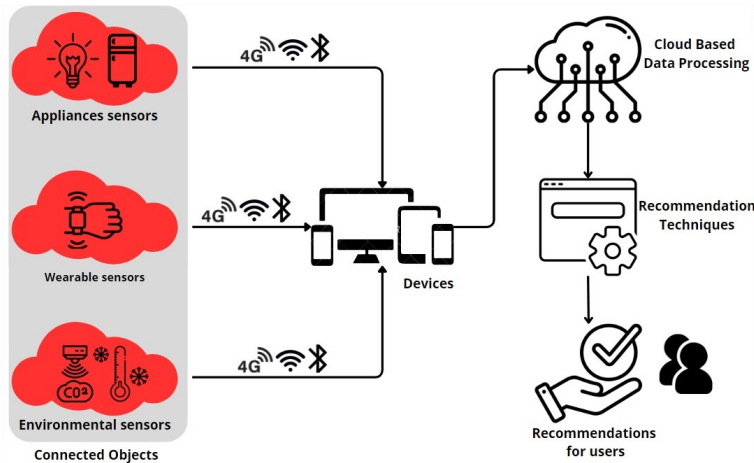 4G
Appliances sensors
4G
Wearable sensors
4G
CO2
Environmental sensors
Connected Objects
Devices
Cloud Based
Data Processing
Recommendation
Techniques
Recommendations
for users